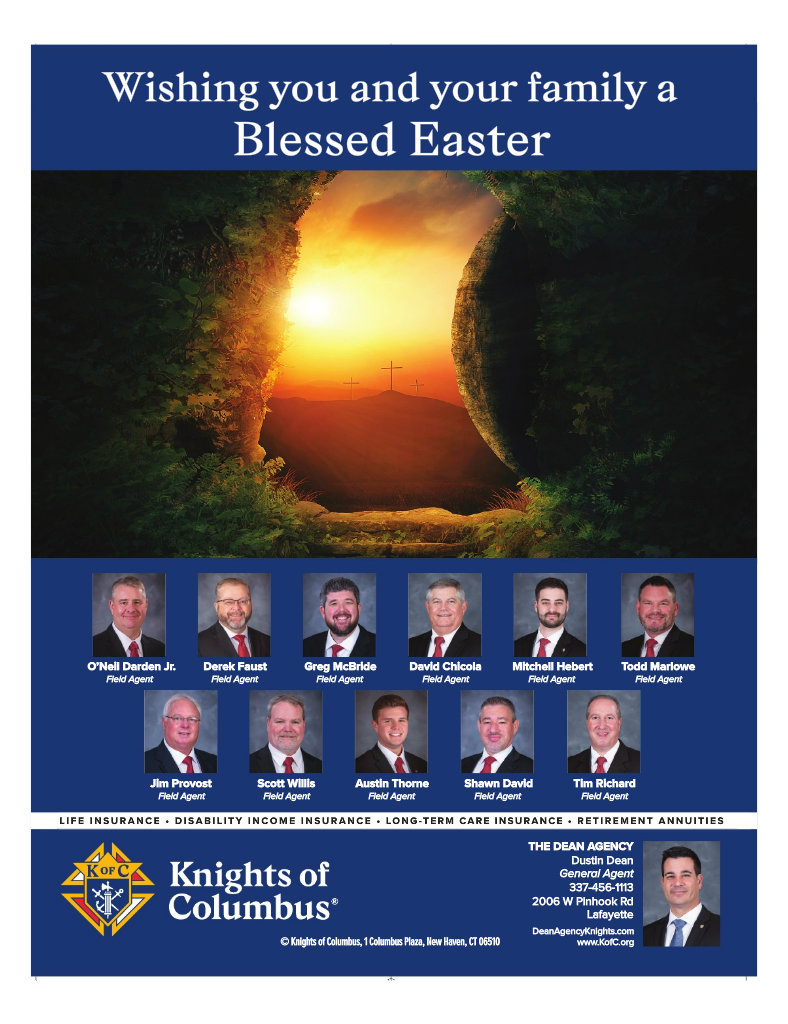 Wishing you and your family a
Blessed Easter
O'Neil Darden Jr.
Field Agent
Derek Faust
Field Agent
Greg McBride
Field Agent
David Chicola
Field Agent
Mitchell Hebert
Field Agent
Todd Marlowe
Field Agent
Jim Provost
Field Agent
Scott Willis
Field Agent
Austin Thorne
Field Agent
Shawn David
Field Agent
Tim Richard
Field Agent
LIFE INSURANCE • DISABILITY INCOME INSURANCE • LONG-TERM CARE INSURANCE • RETIREMENT ANNUITIES
K OF C
Knights of
Columbus®
© Knights of Columbus, 1 Columbus Plaza, New Haven, CT 06510
THE DEAN AGENCY
Dustin Dean
General Agent
337-456-1113
2006 W Pinhook Rd
Lafayette
DeanAgencyKnights.com
www.KofC.org